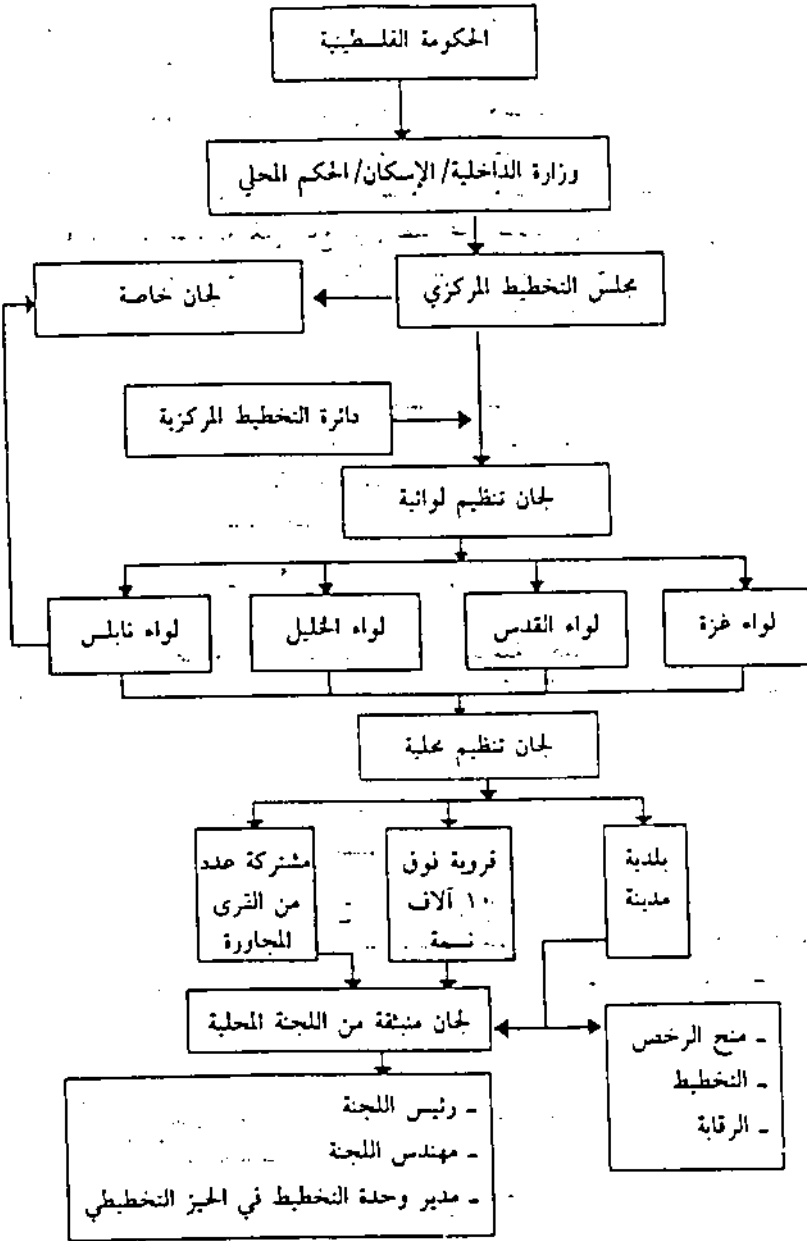 الحكومة الفلسطينية
وزارة الداخلية/ الإسكان/ الحكم المحلي
مجلس التخطيط المركزي
لجان خاصة
دائرة التخطيط المركزية
لجان تنظيم لوائية
لواء غزة
لواء القدس
لواء الخليل
لواء نابلس
لجان تنظيم محلية
بلدية
مدينة
قروية فوق
١٠ آلاف
نسمة
مشتركة عدد
من القرى
المجاورة
لجان منبثقة من اللجنة المحلية
ـ منح الرخص
ـ التخطيط
ـ الرقابة
ـ رئيس اللجنة
ـ مهندس اللجنة
ـ مدير وحدة التخطيط في الحيز التخطيطي